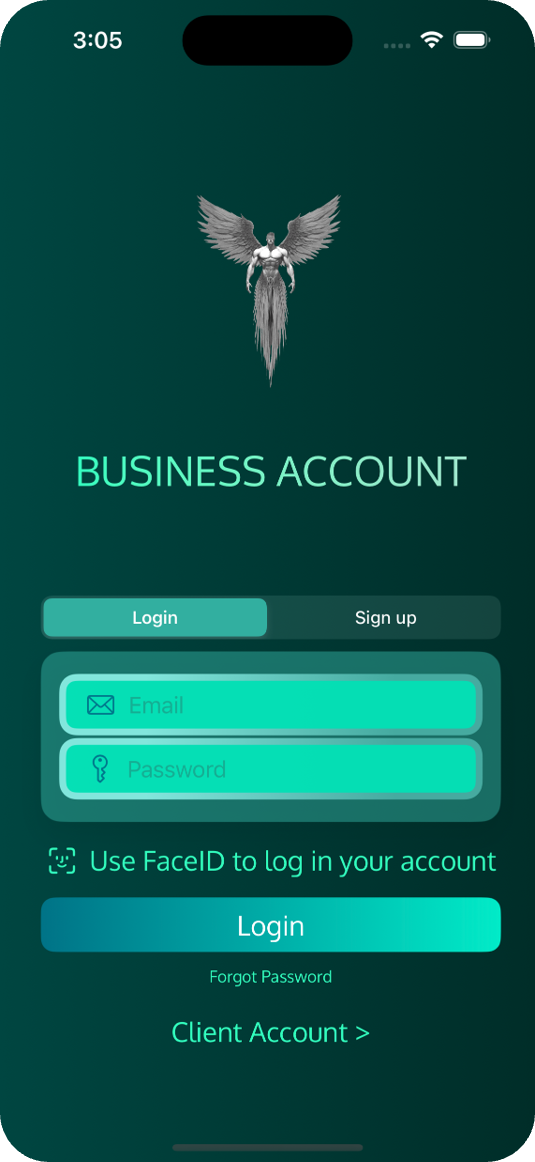 3:05
BUSINESS ACCOUNT
Login Sign up
Email
Password
Use FaceID to log in your account
Login
Forgot Password
Client Account >